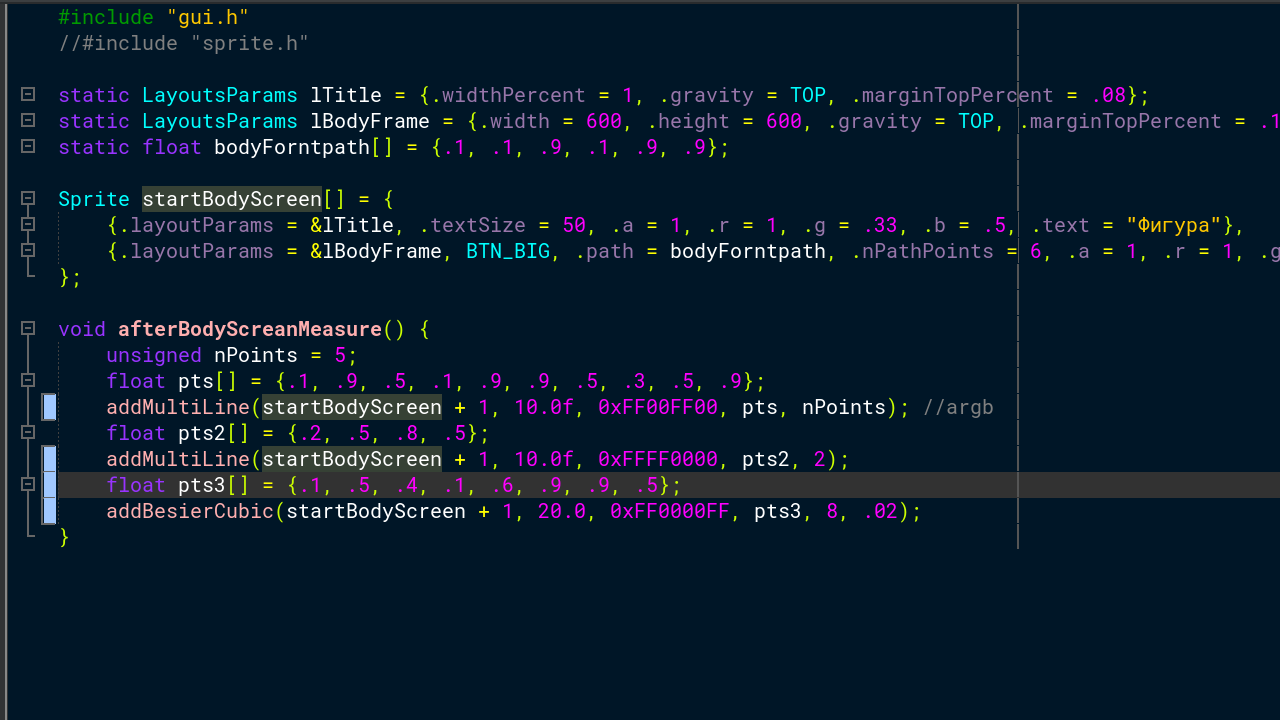 #include "gui.h"
//#include "sprite.h"
static LayoutsParams lTitle = {.widthPercent = 1, .gravity = TOP, .marginTopPercent = .08};
static LayoutsParams lBodyFrame = {.width = 600, .height = 600, .gravity = TOP, .marginTopPercent = .1
static float bodyForntpath[] = {.1, .1, .9, .1, .9, .9};
Sprite startBodyScreen[] = {
{.layoutParams = &lTitle, .textSize = 50, .a = 1, .r = 1, .g = .33, .b = .5, .text = "Фигура"},
{.layoutParams = &lBodyFrame, BTN_BIG, .path = bodyForntpath, .nPathPoints = 6, .a = 1, .r = 1, .g
};
void afterBodyScreanMeasure() {
unsigned nPoints = 5;
float pts[] = {.1, .9, .5, .1, .9, .9, .5, .3, .5, .9};
addMultiLine(startBodyScreen + 1, 10.0f, 0xFF00FF00, pts, nPoints); //argb
float pts2[] = {.2, .5, .8, .5};
addMultiLine(startBodyScreen + 1, 10.0f, 0xFFFF0000, pts2, 2);
float pts3[] = {.1, .5, .4, .1, .6, .9, .9, .5};
addBesierCubic(startBodyScreen + 1, 20.0, 0xFF0000FF, pts3, 8, .02);
}